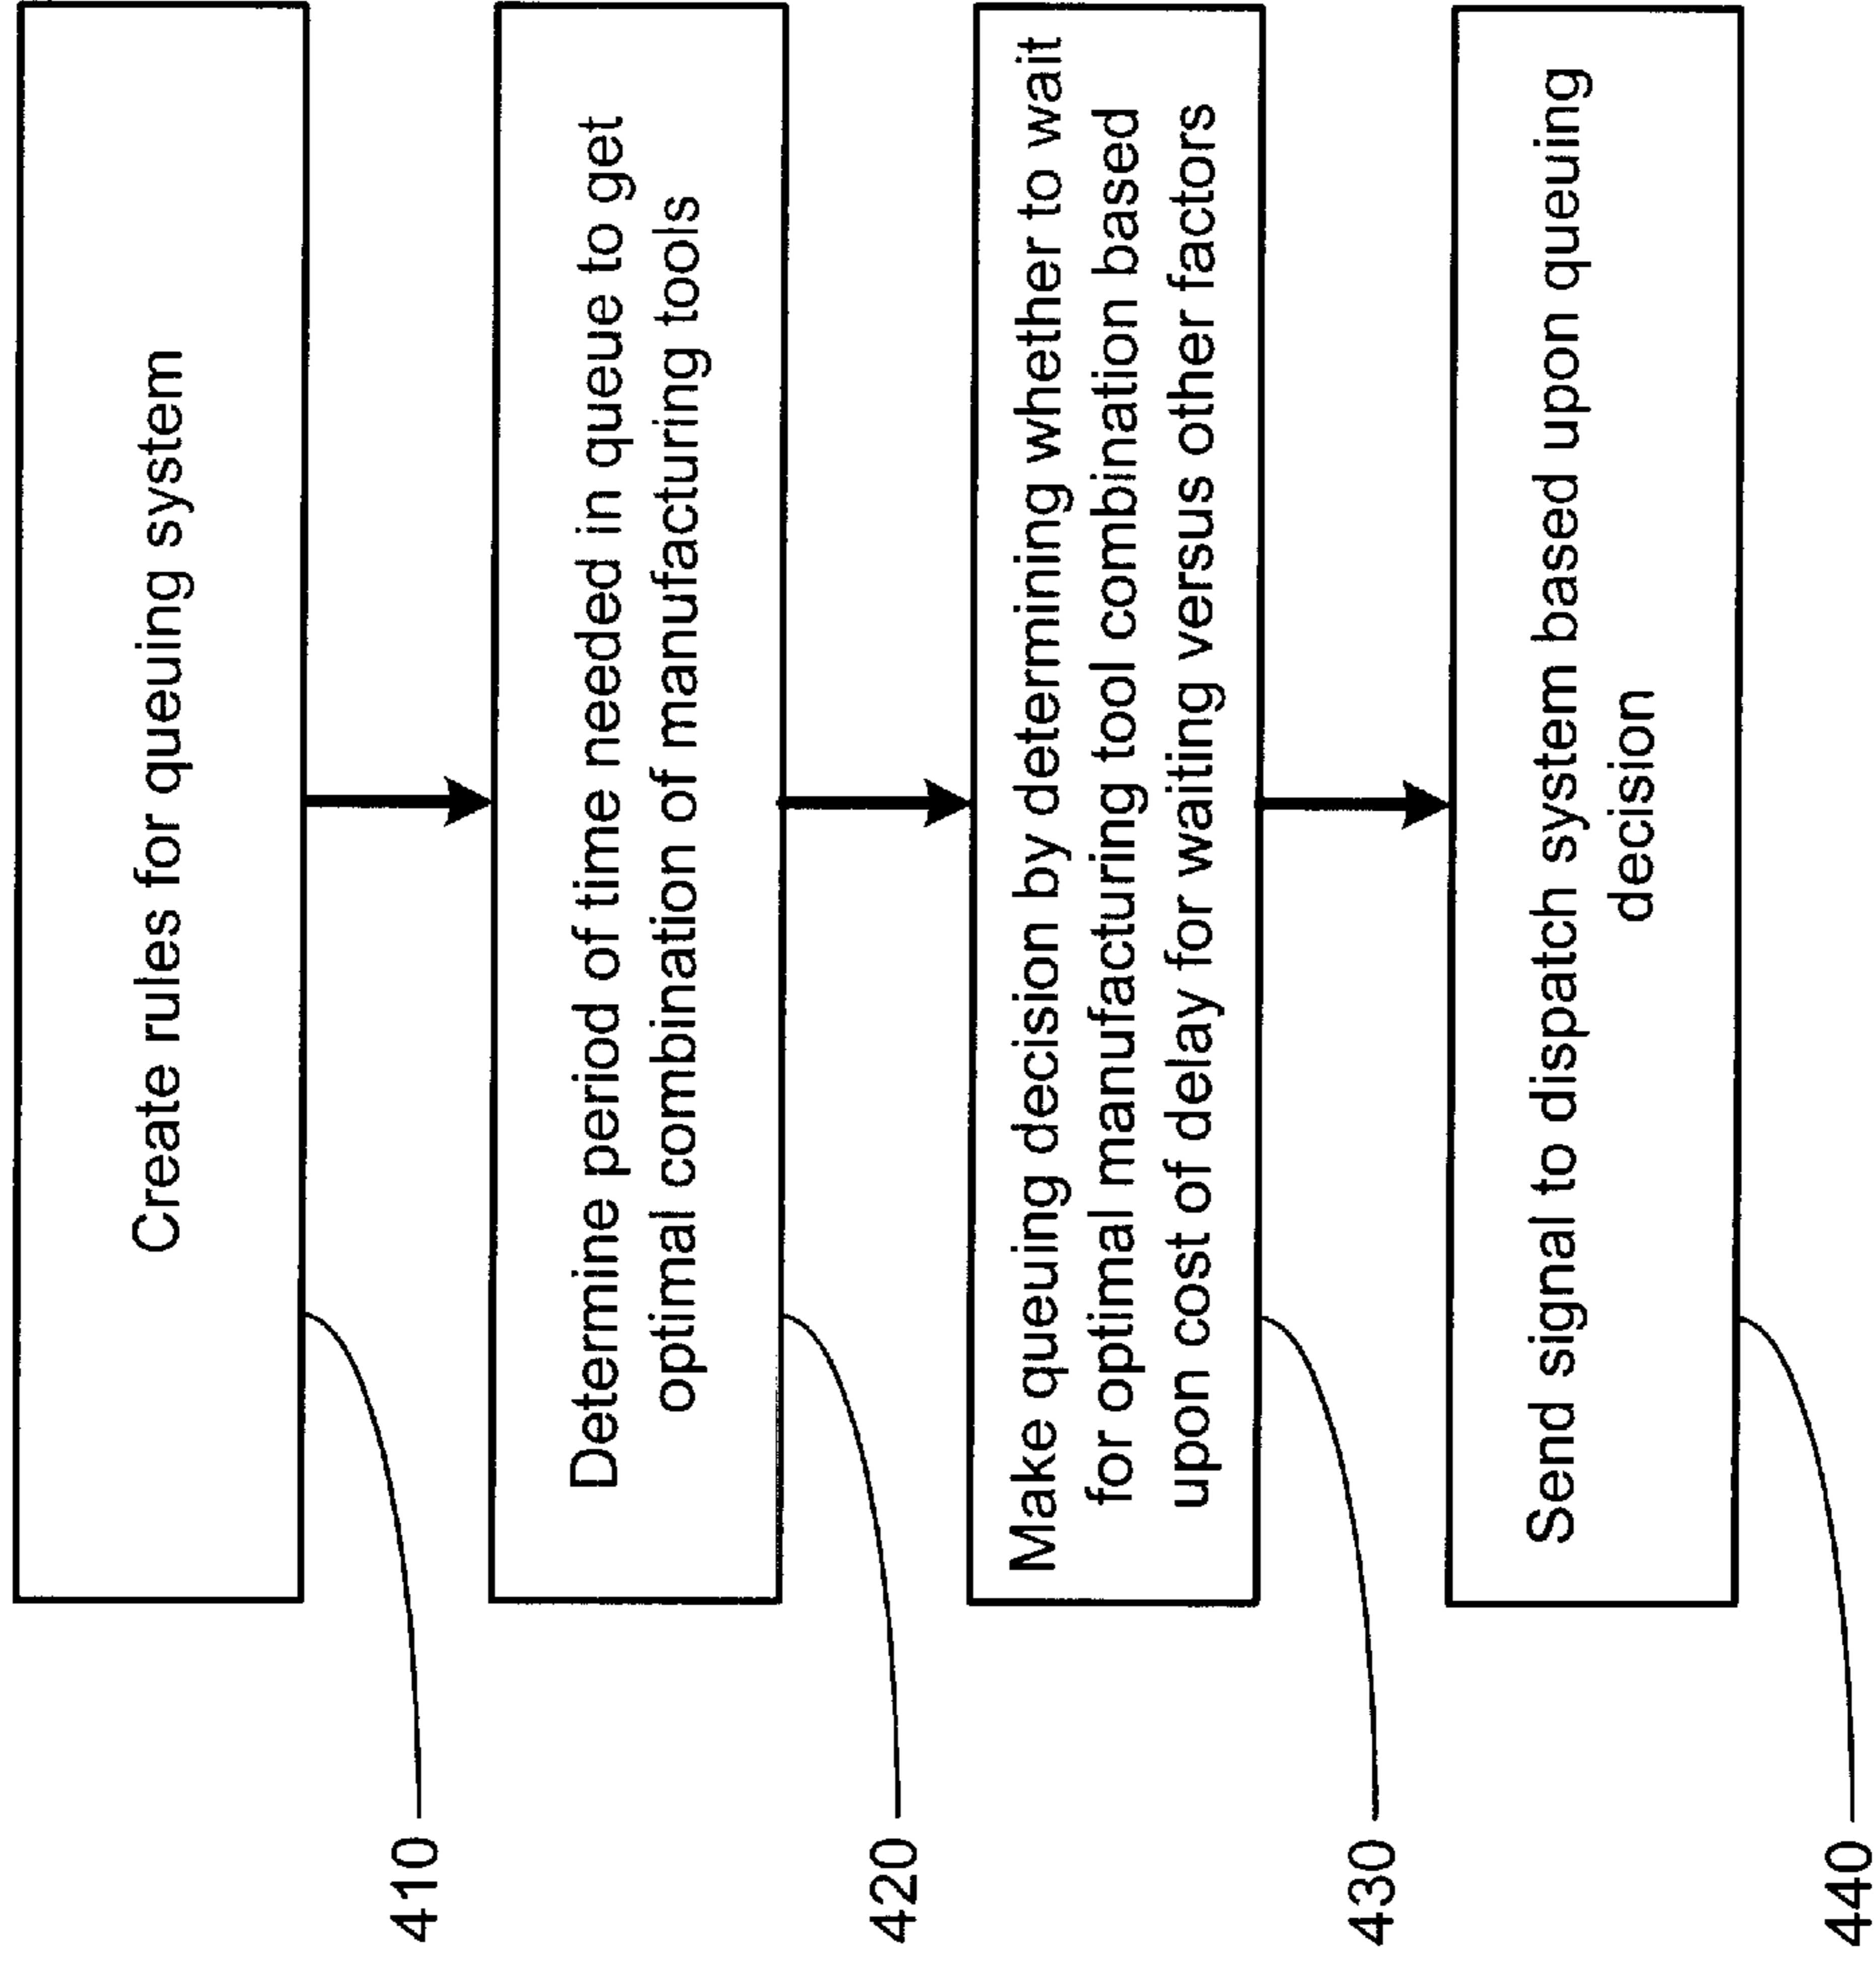 Create rules for queuing system
410
Determine period of time needed in queue to get
optimal combination of manufacturing tools
420
Make queuing decision by determining whether to wait
for optimal manufacturing tool combination based
upon cost of delay for waiting versus other factors
430
Send signal to dispatch system based upon queuing
decision
440